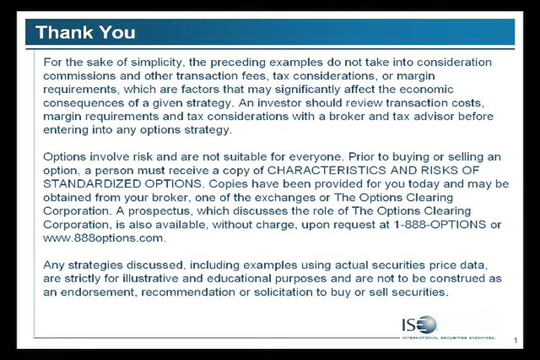 Thank You
For the sake of simplicity, the preceding examples do not take into consideration
commissions and other transaction fees, tax considerations, or margin
requirements, which are factors that may significantly affect the economic
consequences of a given strategy. An investor should review transaction costs,
margin requirements and tax considerations with a broker and tax advisor before
entering into any options strategy.
Options involve risk and are not suitable for everyone. Prior to buying or selling an
option, a person must receive a copy of CHARACTERISTICS AND RISKS OF
STANDARDIZED OPTIONS. Copies have been provided for you today and may be
obtained from your broker, one of the exchanges or The Options Clearing
Corporation. A prospectus, which discusses the role of The Options Clearing
Corporation, is also available, without charge, upon request at 1-888-OPTIONS or
www.888options.com.
Any strategies discussed, including examples using actual securities price data,
are strictly for illustrative and educational purposes and are not to be construed as
an endorsement, recommendation or solicitation to buy or sell securities.
ISE
INTERNATIONAL SECURITIES EXCHANGE.
1